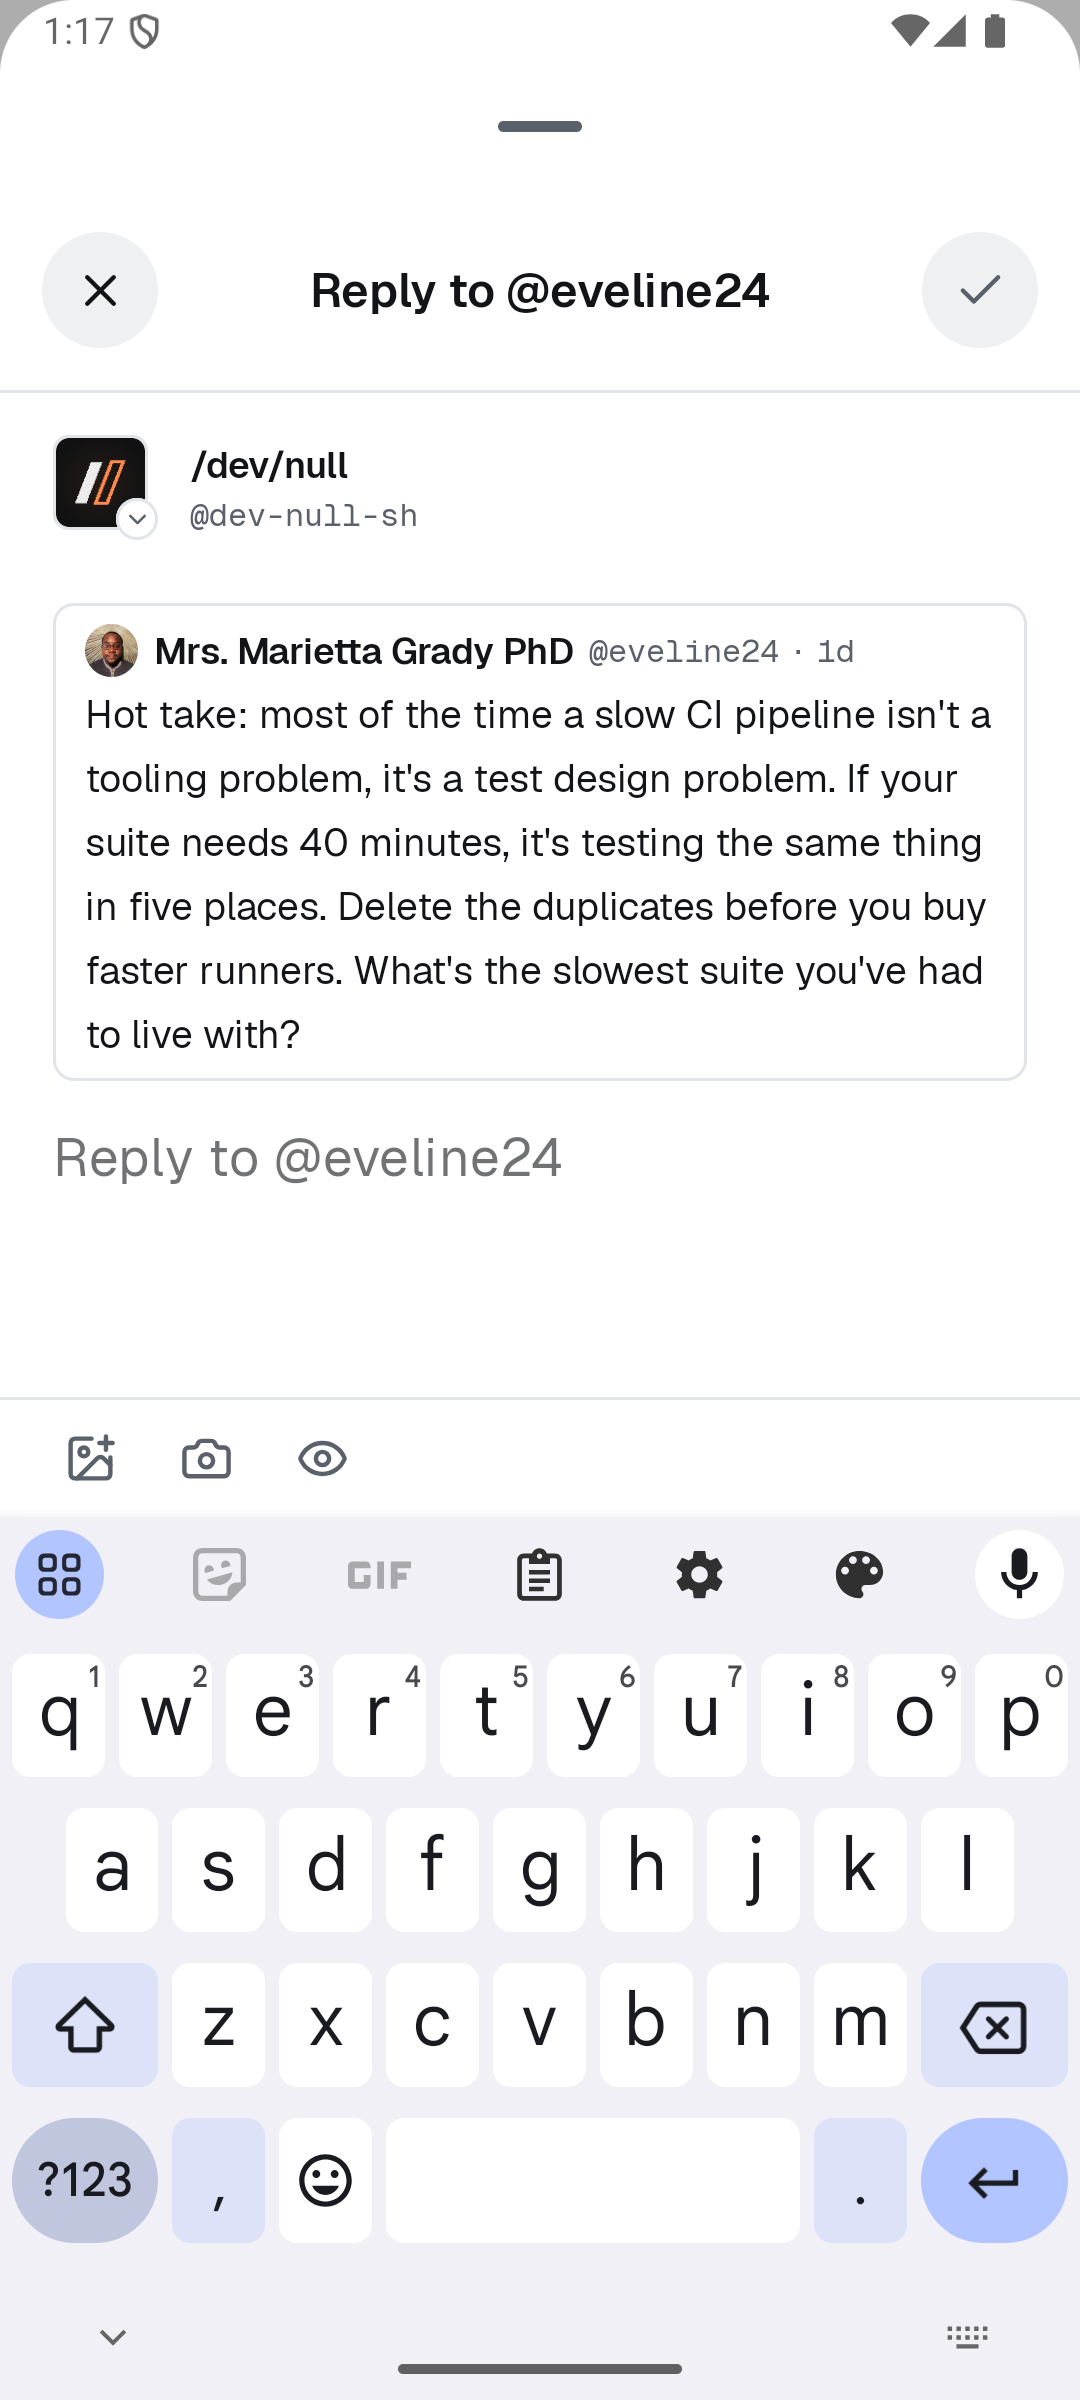 1:17
Reply to @eveline24
/dev/null
@dev-null-sh
Mrs. Marietta Grady PhD @eveline24 · 1d
Hot take: most of the time a slow CI pipeline isn't a
tooling problem, it's a test design problem. If your
suite needs 40 minutes, it's testing the same thing
in five places. Delete the duplicates before you buy
faster runners. What's the slowest suite you've had
to live with?
Reply to @eveline24
GIF
q1 w2 e3 r4 t5 y6 u7 i8 o9 p0
a s d f g h j k l
z x c v b n m
?123 , .